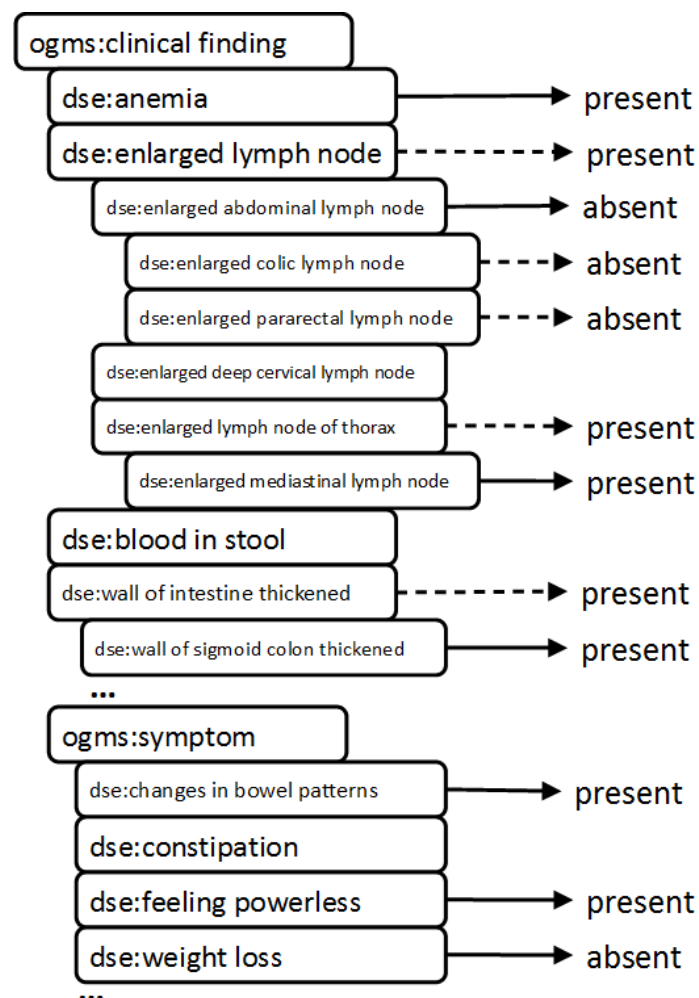 ogms:clinical finding
dse:anemia present
dse:enlarged lymph node present
dse:enlarged abdominal lymph node absent
dse:enlarged colic lymph node absent
dse:enlarged pararectal lymph node absent
dse:enlarged deep cervical lymph node
dse:enlarged lymph node of thorax present
dse:enlarged mediastinal lymph node present
dse:blood in stool
dse:wall of intestine thickened present
dse:wall of sigmoid colon thickened present
...
ogms:symptom
dse:changes in bowel patterns present
dse:constipation
dse:feeling powerless present
dse:weight loss absent
...